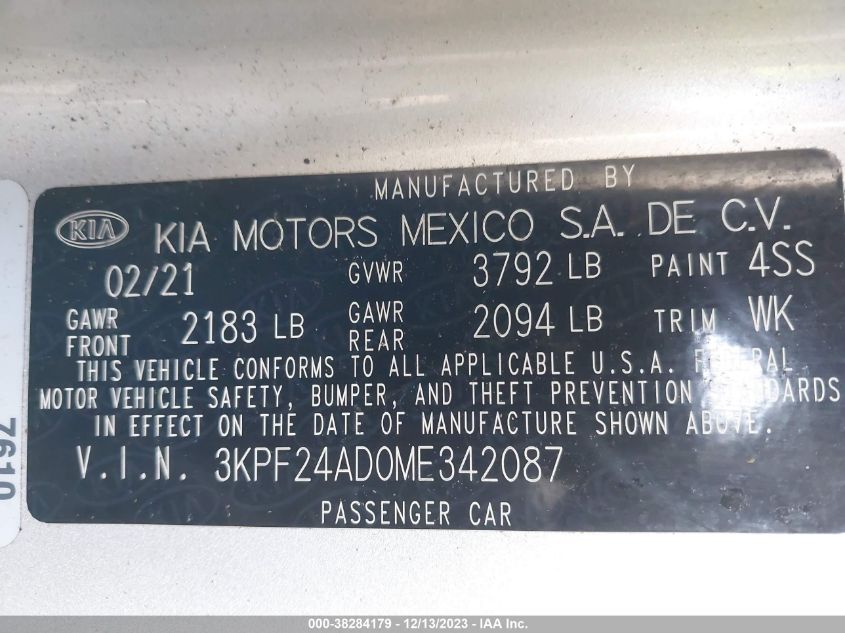 MANUFACTURED BY
KIA KIA MOTORS MEXICO S.A. DE C.V.
02/21 GVWR 3792 LB PAINT 4SS
GAWR FRONT 2183 LB GAWR REAR 2094 LB TRIM WK
THIS VEHICLE CONFORMS TO ALL APPLICABLE U.S.A. FEDERAL
MOTOR VEHICLE SAFETY, BUMPER, AND THEFT PREVENTION STANDARDS
IN EFFECT ON THE DATE OF MANUFACTURE SHOWN ABOVE.
V.I.N. 3KPF24AD0ME342087
PASSENGER CAR
000-38284179 - 12/13/2023 - IAA Inc.